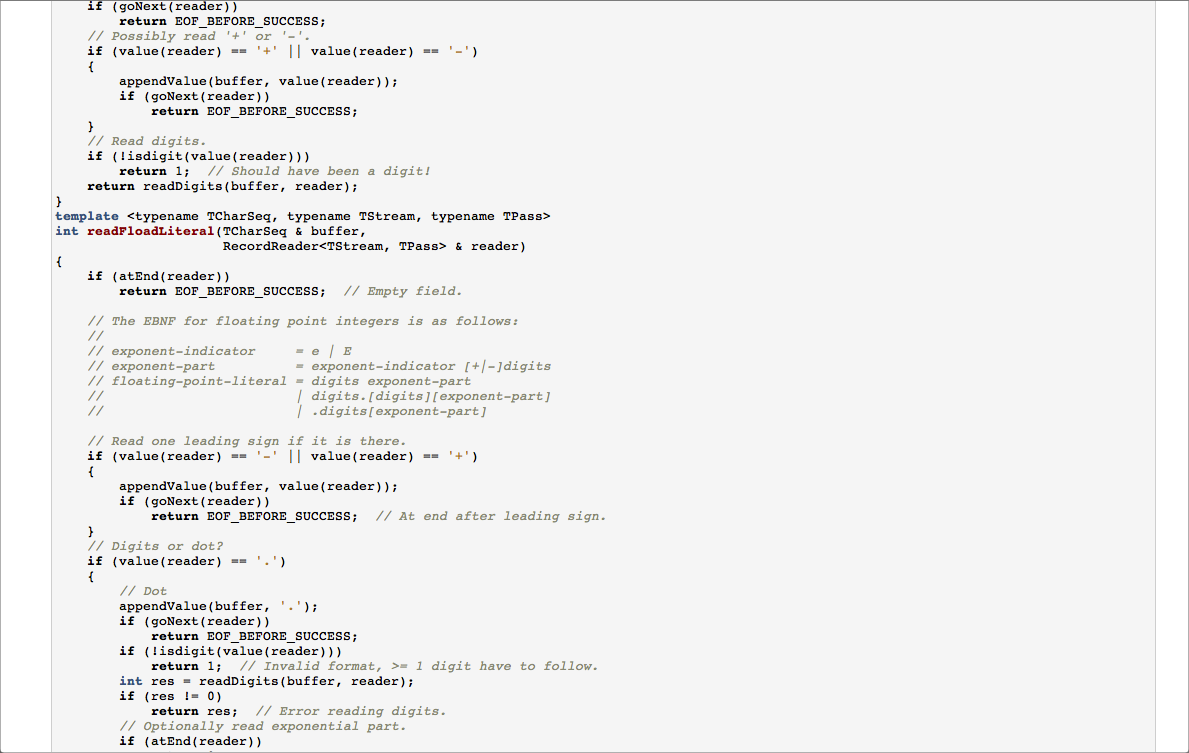 if (goNext(reader))
        return EOF_BEFORE_SUCCESS;
    // Possibly read '+' or '-'.
    if (value(reader) == '+' || value(reader) == '-')
    {
        appendValue(buffer, value(reader));
        if (goNext(reader))
            return EOF_BEFORE_SUCCESS;
    }
    // Read digits.
    if (!isdigit(value(reader)))
        return 1;  // Should have been a digit!
    return readDigits(buffer, reader);
}
template <typename TCharSeq, typename TStream, typename TPass>
int readFloadLiteral(TCharSeq & buffer,
                     RecordReader<TStream, TPass> & reader)
{
    if (atEnd(reader))
        return EOF_BEFORE_SUCCESS;  // Empty field.

    // The EBNF for floating point integers is as follows:
    //
    // exponent-indicator     = e | E
    // exponent-part          = exponent-indicator [+|-]digits
    // floating-point-literal = digits exponent-part
    //                        | digits.[digits][exponent-part]
    //                        | .digits[exponent-part]

    // Read one leading sign if it is there.
    if (value(reader) == '-' || value(reader) == '+')
    {
        appendValue(buffer, value(reader));
        if (goNext(reader))
            return EOF_BEFORE_SUCCESS;  // At end after leading sign.
    }
    // Digits or dot?
    if (value(reader) == '.')
    {
        // Dot
        appendValue(buffer, '.');
        if (goNext(reader))
            return EOF_BEFORE_SUCCESS;
        if (!isdigit(value(reader)))
            return 1;  // Invalid format, >= 1 digit have to follow.
        int res = readDigits(buffer, reader);
        if (res != 0)
            return res;  // Error reading digits.
        // Optionally read exponential part.
        if (atEnd(reader))